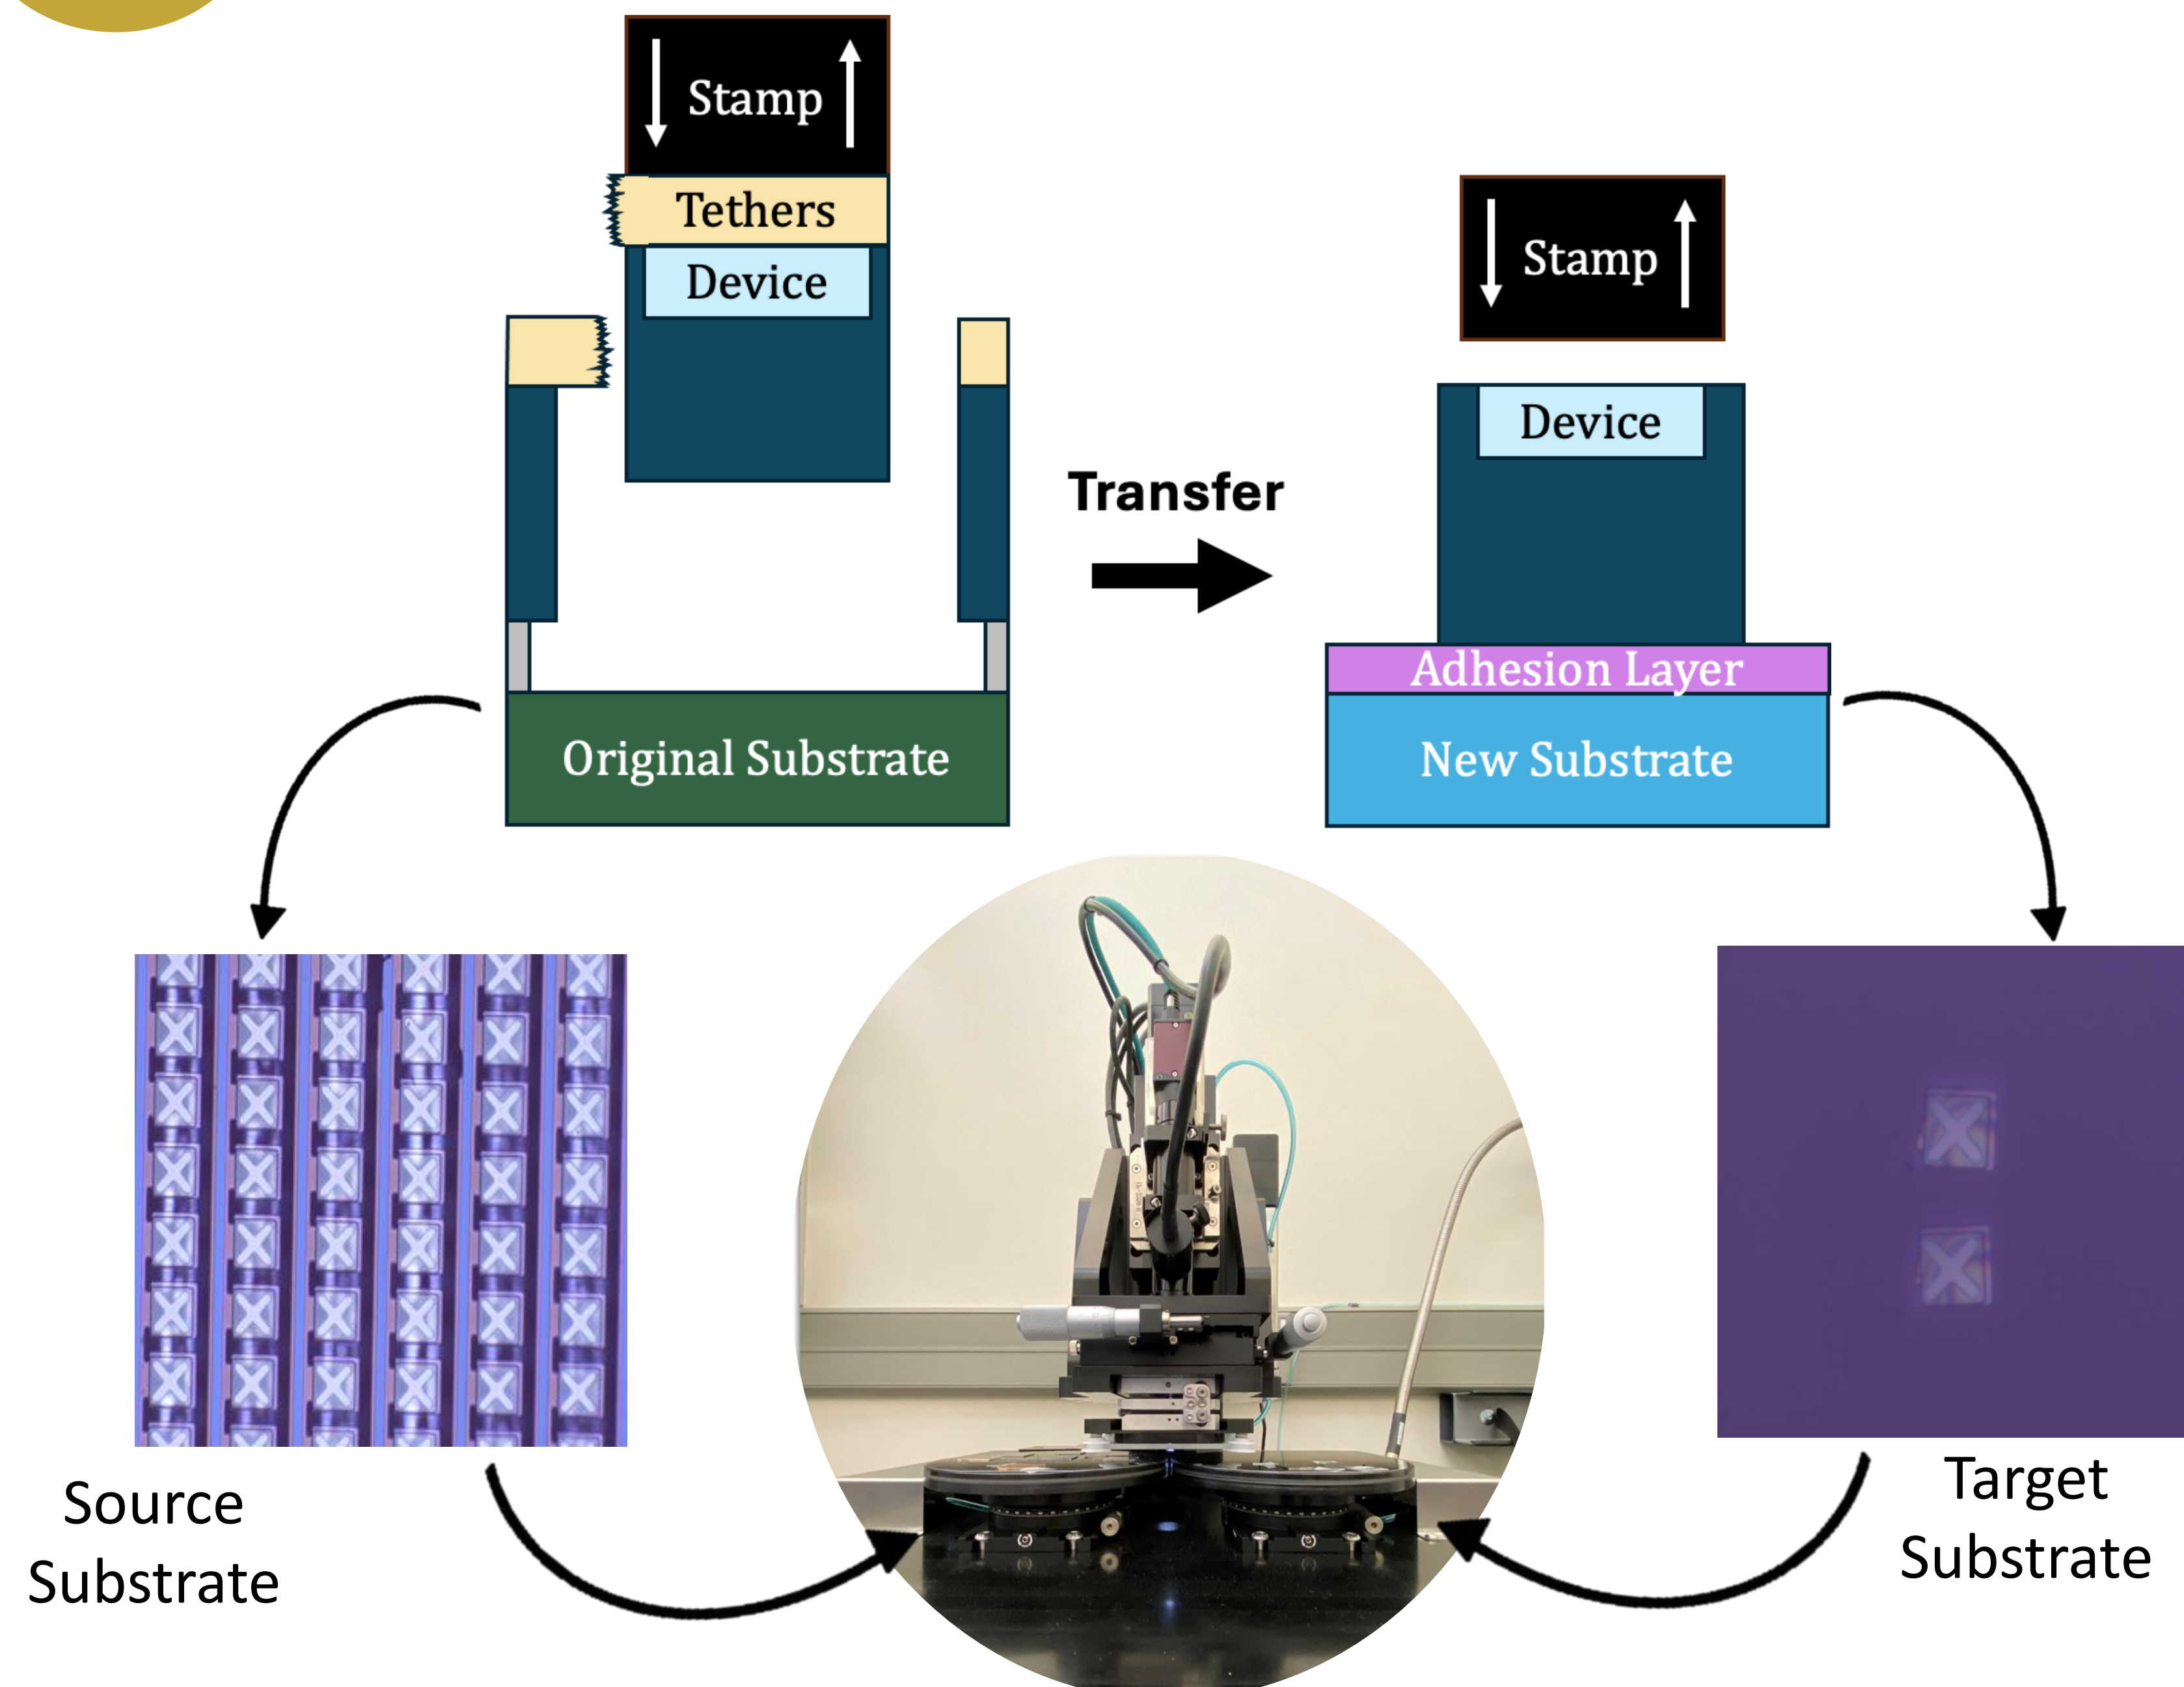 Stamp
Tethers
Device
Original Substrate
Transfer
Stamp
Device
Adhesion Layer
New Substrate
Source
Substrate
Target
Substrate